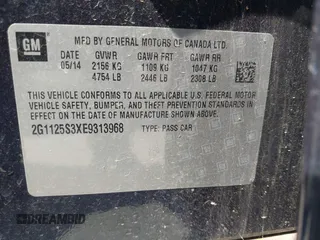 GM
MFD BY GENERAL MOTORS OF CANADA LTD
DATE GVWR GAWR FRT GAWR RR
05/14 2156 KG 1109 KG 1047 KG
4754 LB 2446 LB 2308 LB
THIS VEHICLE CONFORMS TO ALL APPLICABLE U.S. FEDERAL MOTOR
VEHICLE SAFETY, BUMPER, AND THEFT PREVENTION STANDARDS IN
EFFECT ON THE DATE OF MANUFACTURE SHOWN ABOVE.
2G1125S3XE9313968 TYPE: PASS CAR
DREAMBID